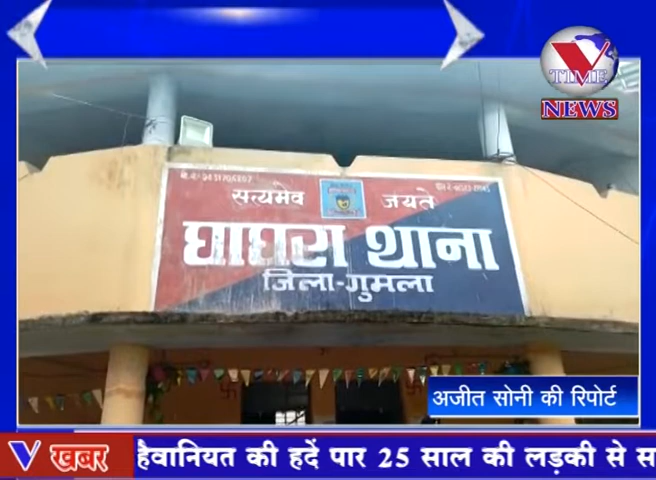 V
TIME
NEWS
सत्यमेव जयते
घाघरा थाना
जिला-गुमला
अजीत सोनी की रिपोर्ट
V खबर हैवानियत की हदें पार 25 साल की लड़की से स